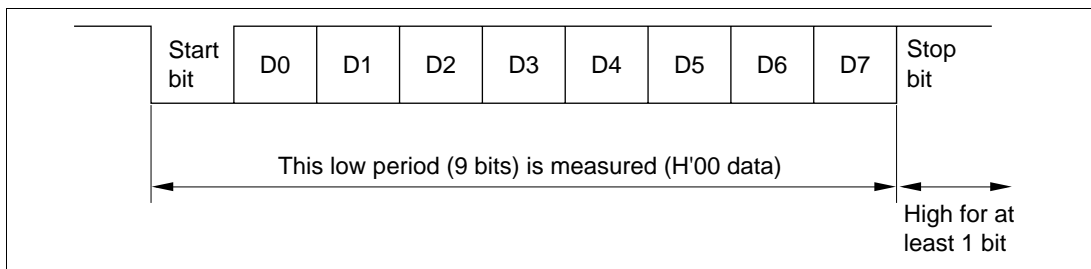 Start
bit
D0 D1 D2 D3 D4 D5 D6 D7
Stop
bit
This low period (9 bits) is measured (H'00 data)
High for at
least 1 bit